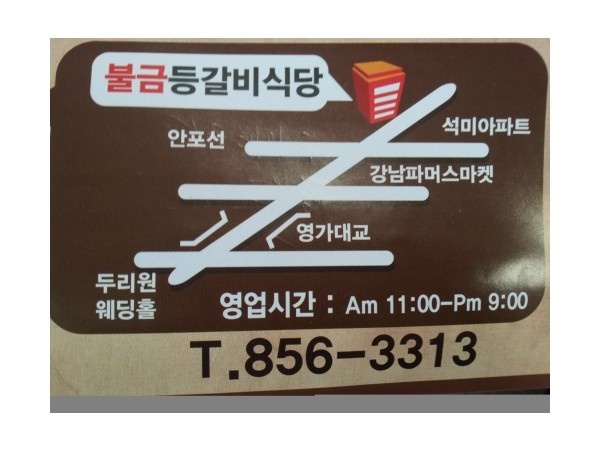 불금등갈비식당
안포선
석미아파트
강남파머스마켓
영가대교
두리원
웨딩홀
영업시간 : Am 11:00-Pm 9:00
T.856-3313